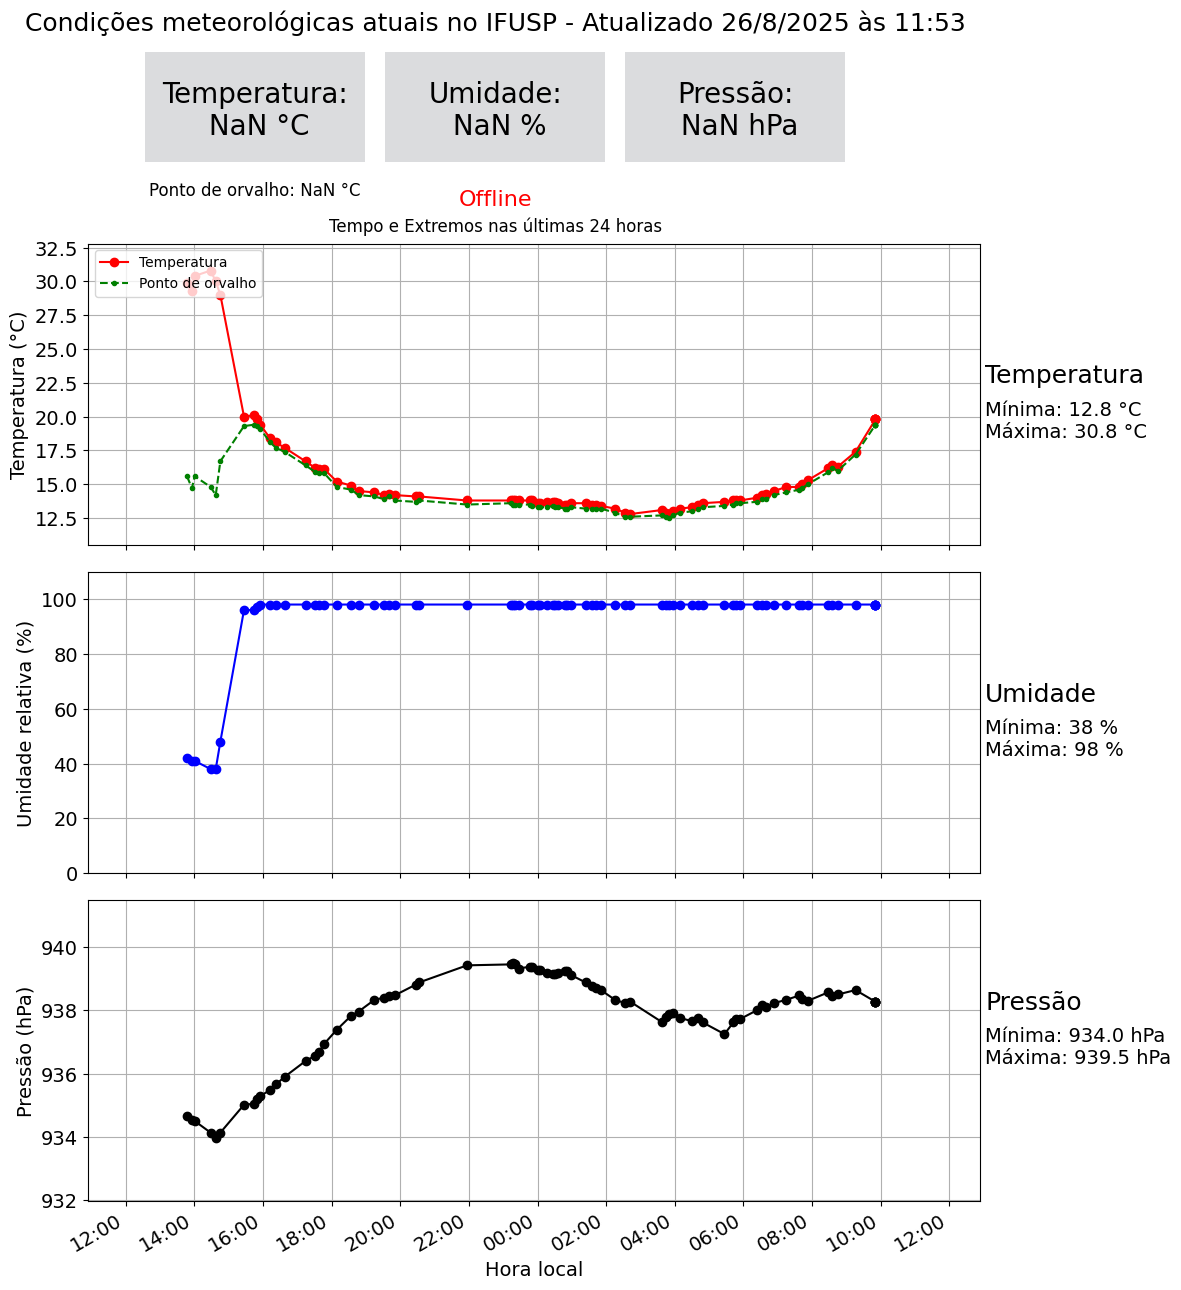 Condições meteorológicas atuais no IFUSP - Atualizado 26/8/2025 às 11:53
Temperatura:
NaN °C
Umidade:
NaN %
Pressão:
NaN hPa
Ponto de orvalho: NaN °C
Offline
Tempo e Extremos nas últimas 24 horas
Temperatura (°C)
32.5
30.0
27.5
25.0
22.5
20.0
17.5
15.0
12.5
Temperatura
Ponto de orvalho
Temperatura
Mínima: 12.8 °C
Máxima: 30.8 °C
Umidade relativa (%)
100
80
60
40
20
0
Umidade
Mínima: 38 %
Máxima: 98 %
Pressão (hPa)
940
938
936
934
932
Pressão
Mínima: 934.0 hPa
Máxima: 939.5 hPa
12:00 14:00 16:00 18:00 20:00 22:00 00:00 02:00 04:00 06:00 08:00 10:00 12:00
Hora local